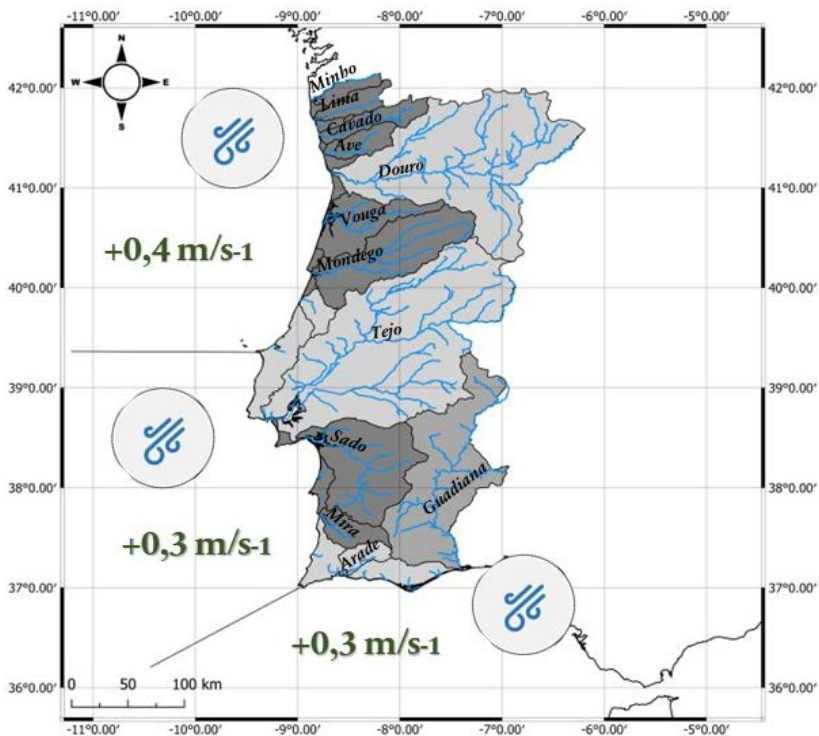 -11°0.00′ -10°0.00′ -9°0.00′ -8°0.00′ -7°0.00′ -6°0.00′ -5°0.00′
N
W E
S
42°0.00′ 42°0.00′
Minho
Lima
Cavado
Ave
41°0.00′ 41°0.00′
Douro
Vouga
+0,4 m/s-1
Mondego
40°0.00′ 40°0.00′
Tejo
39°0.00′ 39°0.00′
Sado
38°0.00′ 38°0.00′
Guadiana
Mira
+0,3 m/s-1
Arade
37°0.00′ 37°0.00′
+0,3 m/s-1
0 50 100 km
36°0.00′ 36°0.00′
-11°0.00′ -10°0.00′ -9°0.00′ -8°0.00′ -7°0.00′ -6°0.00′ -5°0.00′